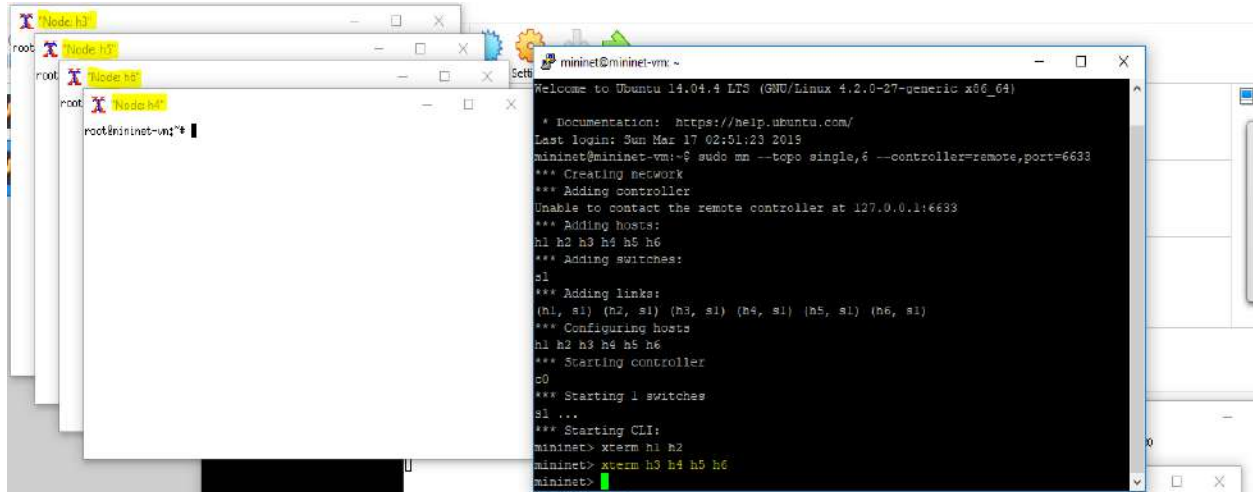 "Node: h3"
"Node: h5"
"Node: h6"
"Node: h4"
root
root
root
root@mininet-vm:~#
mininet@mininet-vm: ~
Welcome to Ubuntu 14.04.4 LTS (GNU/Linux 4.2.0-27-generic x86_64)
* Documentation: https://help.ubuntu.com/
Last login: Sun Mar 17 02:51:23 2019
mininet@mininet-vm:~$ sudo mn --topo single,6 --controller=remote,port=6633
*** Creating network
*** Adding controller
Unable to contact the remote controller at 127.0.0.1:6633
*** Adding hosts:
h1 h2 h3 h4 h5 h6
*** Adding switches:
s1
*** Adding links:
(h1, s1) (h2, s1) (h3, s1) (h4, s1) (h5, s1) (h6, s1)
*** Configuring hosts
h1 h2 h3 h4 h5 h6
*** Starting controller
c0
*** Starting 1 switches
s1 ...
*** Starting CLI:
mininet> xterm h1 h2
mininet> xterm h3 h4 h5 h6
mininet>